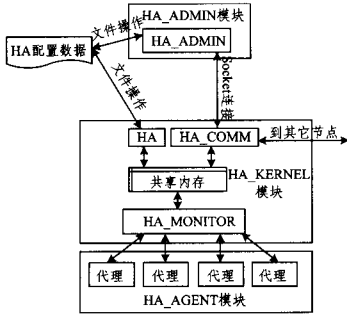 HA_ADMIN模块
HA_ADMIN
文件操作
HA配置数据
文件操作
Socket连接
HA
HA_COMM
到其它节点
共享内存
HA_KERNEL
模块
HA_MONITOR
代理
代理
代理
代理
HA_AGENT模块